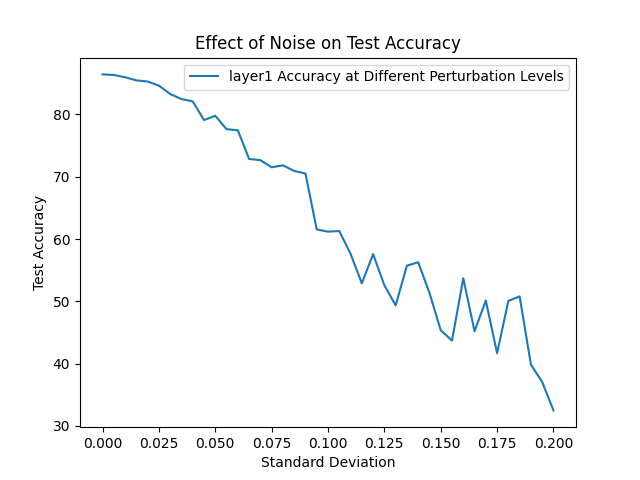 Effect of Noise on Test Accuracy
layer1 Accuracy at Different Perturbation Levels
80
70
60
50
40
30
Test Accuracy
0.000 0.025 0.050 0.075 0.100 0.125 0.150 0.175 0.200
Standard Deviation